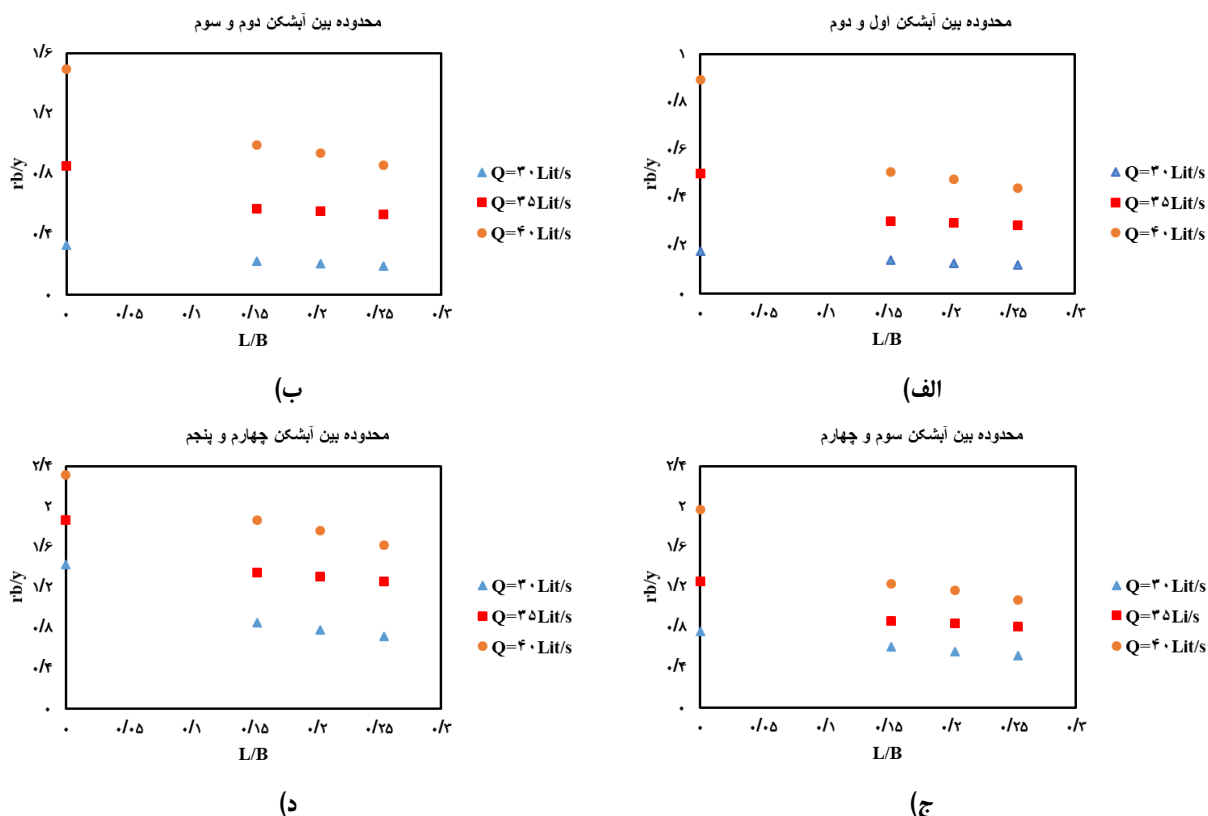 محدوده بین آبشکن اول و دوم
۱
۰/۸
۰/۶
۰/۴
۰/۲
۰
rb/y
۰ ۰/۰۵ ۰/۱ ۰/۱۵ ۰/۲ ۰/۲۵ ۰/۳
L/B
Q=۳۰Lit/s
Q=۳۵Lit/s
Q=۴۰Lit/s
الف)
محدوده بین آبشکن دوم و سوم
۱/۶
۱/۲
۰/۸
۰/۴
۰
rb/y
۰ ۰/۰۵ ۰/۱ ۰/۱۵ ۰/۲ ۰/۲۵ ۰/۳
L/B
Q=۳۰Lit/s
Q=۳۵Lit/s
Q=۴۰Lit/s
ب)
محدوده بین آبشکن سوم و چهارم
۲/۴
۲
۱/۶
۱/۲
۰/۸
۰/۴
۰
rb/y
۰ ۰/۰۵ ۰/۱ ۰/۱۵ ۰/۲ ۰/۲۵ ۰/۳
L/B
Q=۳۰Lit/s
Q=۳۵Li/s
Q=۴۰Lit/s
ج)
محدوده بین آبشکن چهارم و پنجم
۲/۴
۲
۱/۶
۱/۲
۰/۸
۰/۴
۰
rb/y
۰ ۰/۰۵ ۰/۱ ۰/۱۵ ۰/۲ ۰/۲۵ ۰/۳
L/B
Q=۳۰Lit/s
Q=۳۵Lit/s
Q=۴۰Lit/s
د)